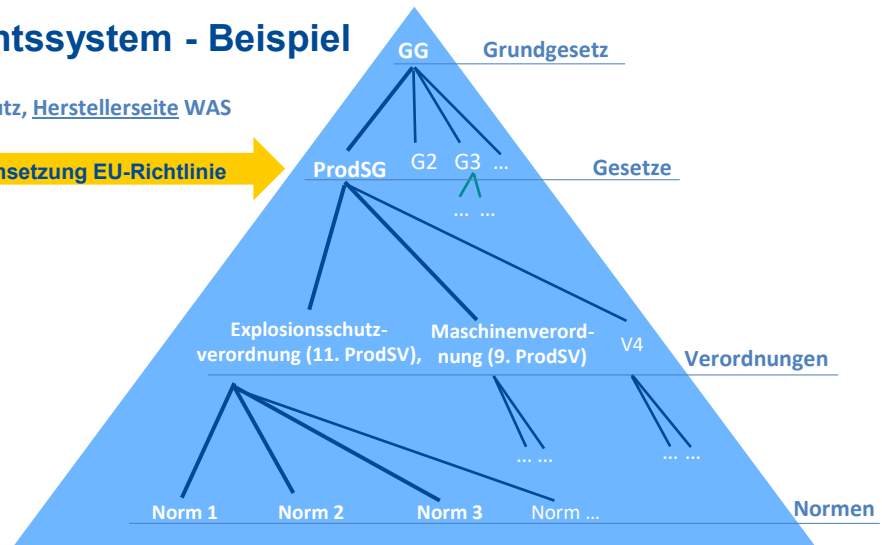 ntssystem - Beispiel
GG
Grundgesetz
utz, Herstellerseite WAS
nsetzung EU-Richtlinie
ProdSG
G2
G3
...
Gesetze
... ...
Explosionsschutz-
verordnung (11. ProdSV),
Maschinenverord-
nung (9. ProdSV)
V4
Verordnungen
... ...
... ...
Norm 1
Norm 2
Norm 3
Norm ...
Normen